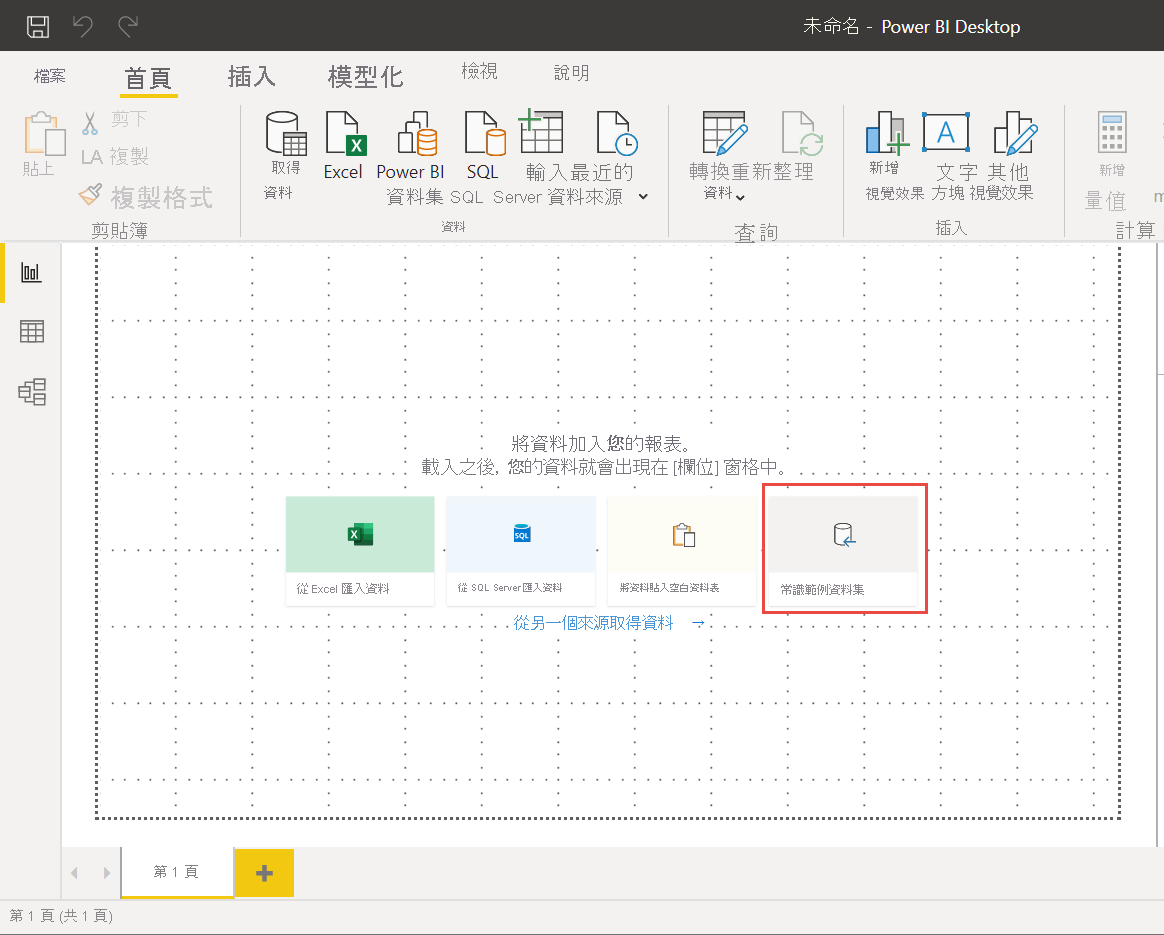 未命名 - Power BI Desktop
檔案 首頁 插入 模型化 檢視 說明
貼上
剪下
LA 複製
複製格式
剪貼簿
取得
資料
Excel
Power BI
資料集
SQL
SQL Server
輸入
資料
最近的
來源
資料
轉換
資料
重新整理
查詢
新增
視覺效果
文字
方塊
其他
視覺效果
插入
新增
量值
計算
將資料加入您的報表。
載入之後, 您的資料就會出現在 [欄位] 窗格中。
SQL
從 Excel 匯入資料
從 SQL Server 匯入資料
將資料貼入空白資料表
常識範例資料集
從另一個來源取得資料 →
第 1 頁
第 1 頁 (共 1 頁)